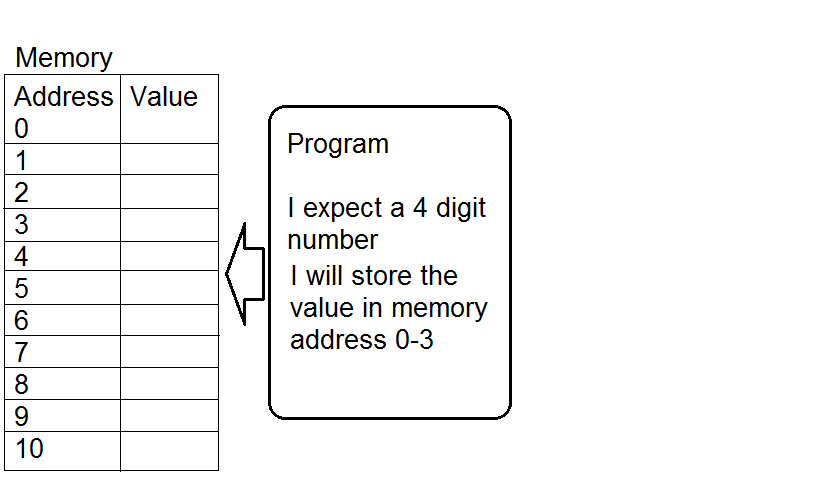 Memory
Address Value
0
1
2
3
4
5
6
7
8
9
10
Program
I expect a 4 digit
number
I will store the
value in memory
address 0-3